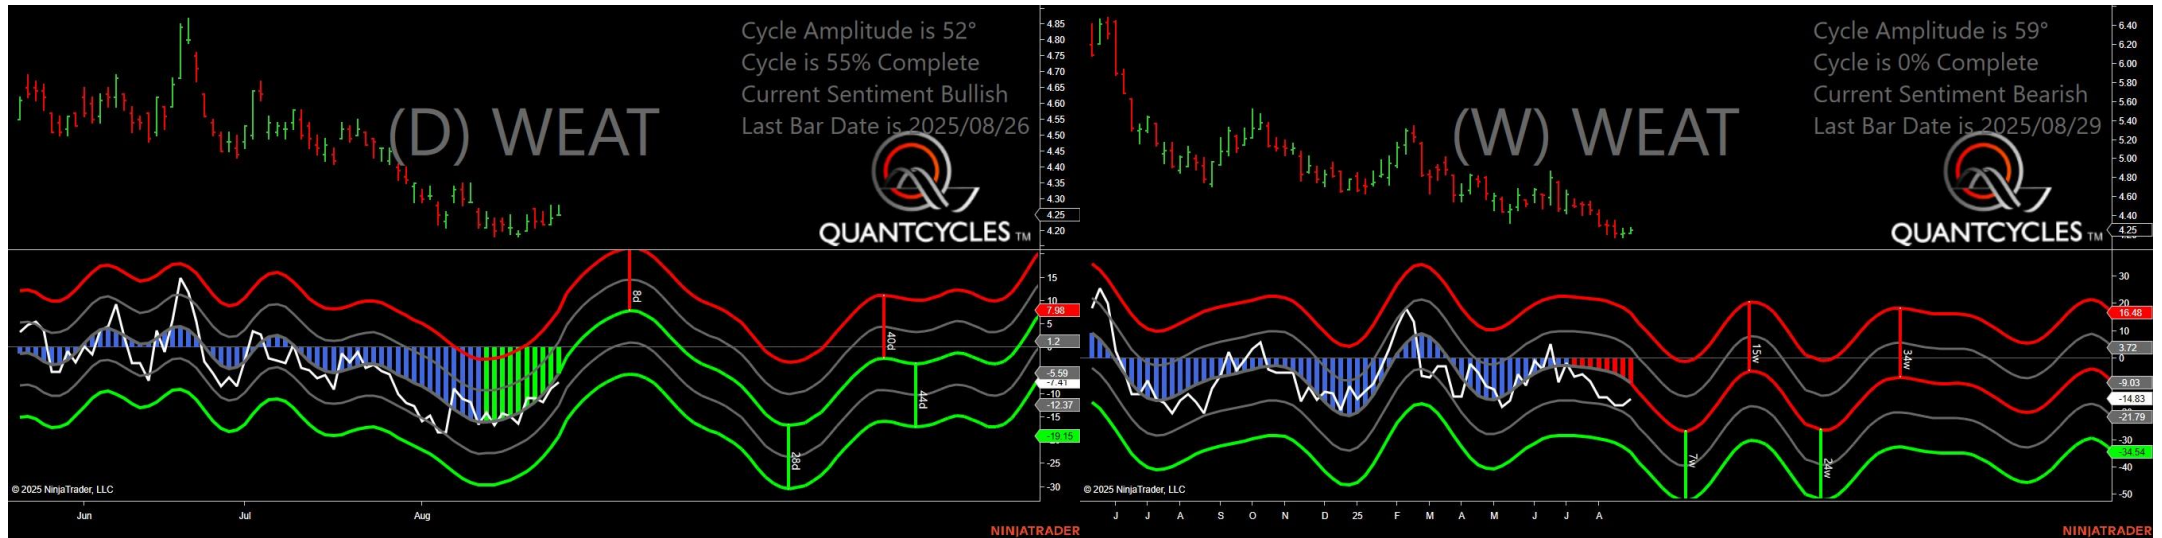 Cycle Amplitude is 52°
Cycle is 55% Complete
Current Sentiment Bullish
Last Bar Date is 2025/08/26
(D) WEAT
QUANTCYCLES TM
4.85
4.80
4.75
4.70
4.65
4.60
4.55
4.50
4.45
4.40
4.35
4.30
4.25
4.20
8d
28d
40d
44d
15
10
7.98
5
1.2
-5.59
-7.41
-10
-12.37
-15
-19.15
-25
-30
© 2025 NinjaTrader, LLC
Jun
Jul
Aug
NINJATRADER
Cycle Amplitude is 59°
Cycle is 0% Complete
Current Sentiment Bearish
Last Bar Date is 2025/08/29
(W) WEAT
QUANTCYCLES TM
6.40
6.20
6.00
5.80
5.60
5.40
5.20
5.00
4.80
4.60
4.40
4.25
7w
15w
24w
34w
30
20
16.48
10
3.72
0
-9.03
-14.83
-21.79
-30
-34.54
-40
-50
© 2025 NinjaTrader, LLC
J
J
A
S
O
N
D
25
F
M
A
M
J
J
A
NINJATRADER